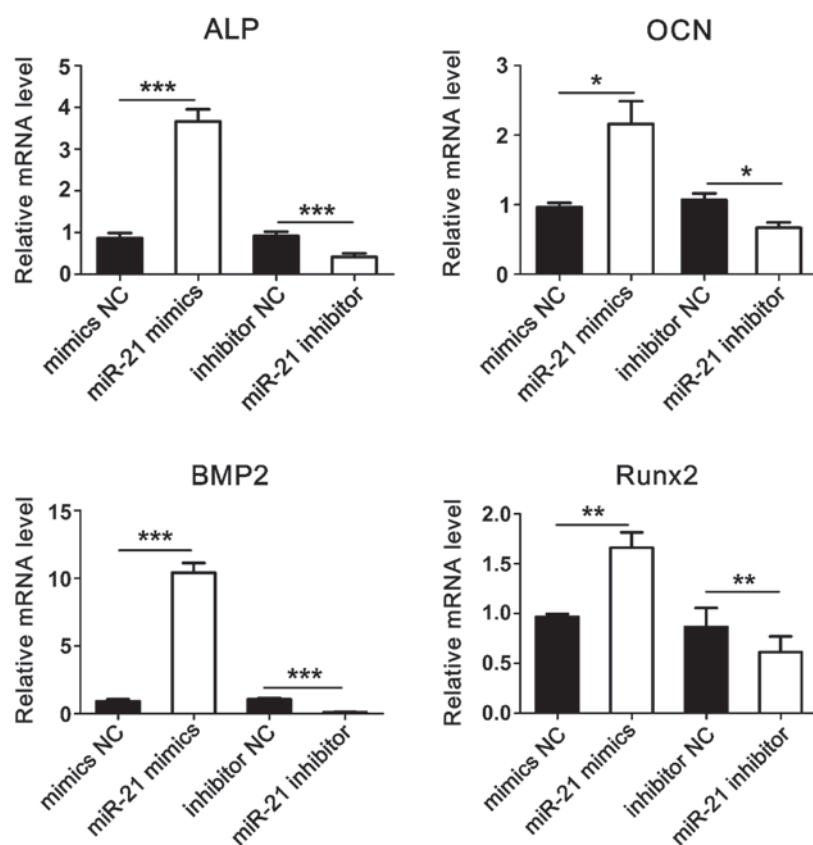 ALP
Relative mRNA level
5
4
3
2
1
0
***
***
mimics NC
miR-21 mimics
inhibitor NC
miR-21 inhibitor
OCN
Relative mRNA level
3
2
1
0
*
*
mimics NC
miR-21 mimics
inhibitor NC
miR-21 inhibitor
BMP2
Relative mRNA level
15
10
5
0
***
***
mimics NC
miR-21 mimics
inhibitor NC
miR-21 inhibitor
Runx2
Relative mRNA level
2.0
1.5
1.0
0.5
0.0
**
**
mimics NC
miR-21 mimics
inhibitor NC
miR-21 inhibitor